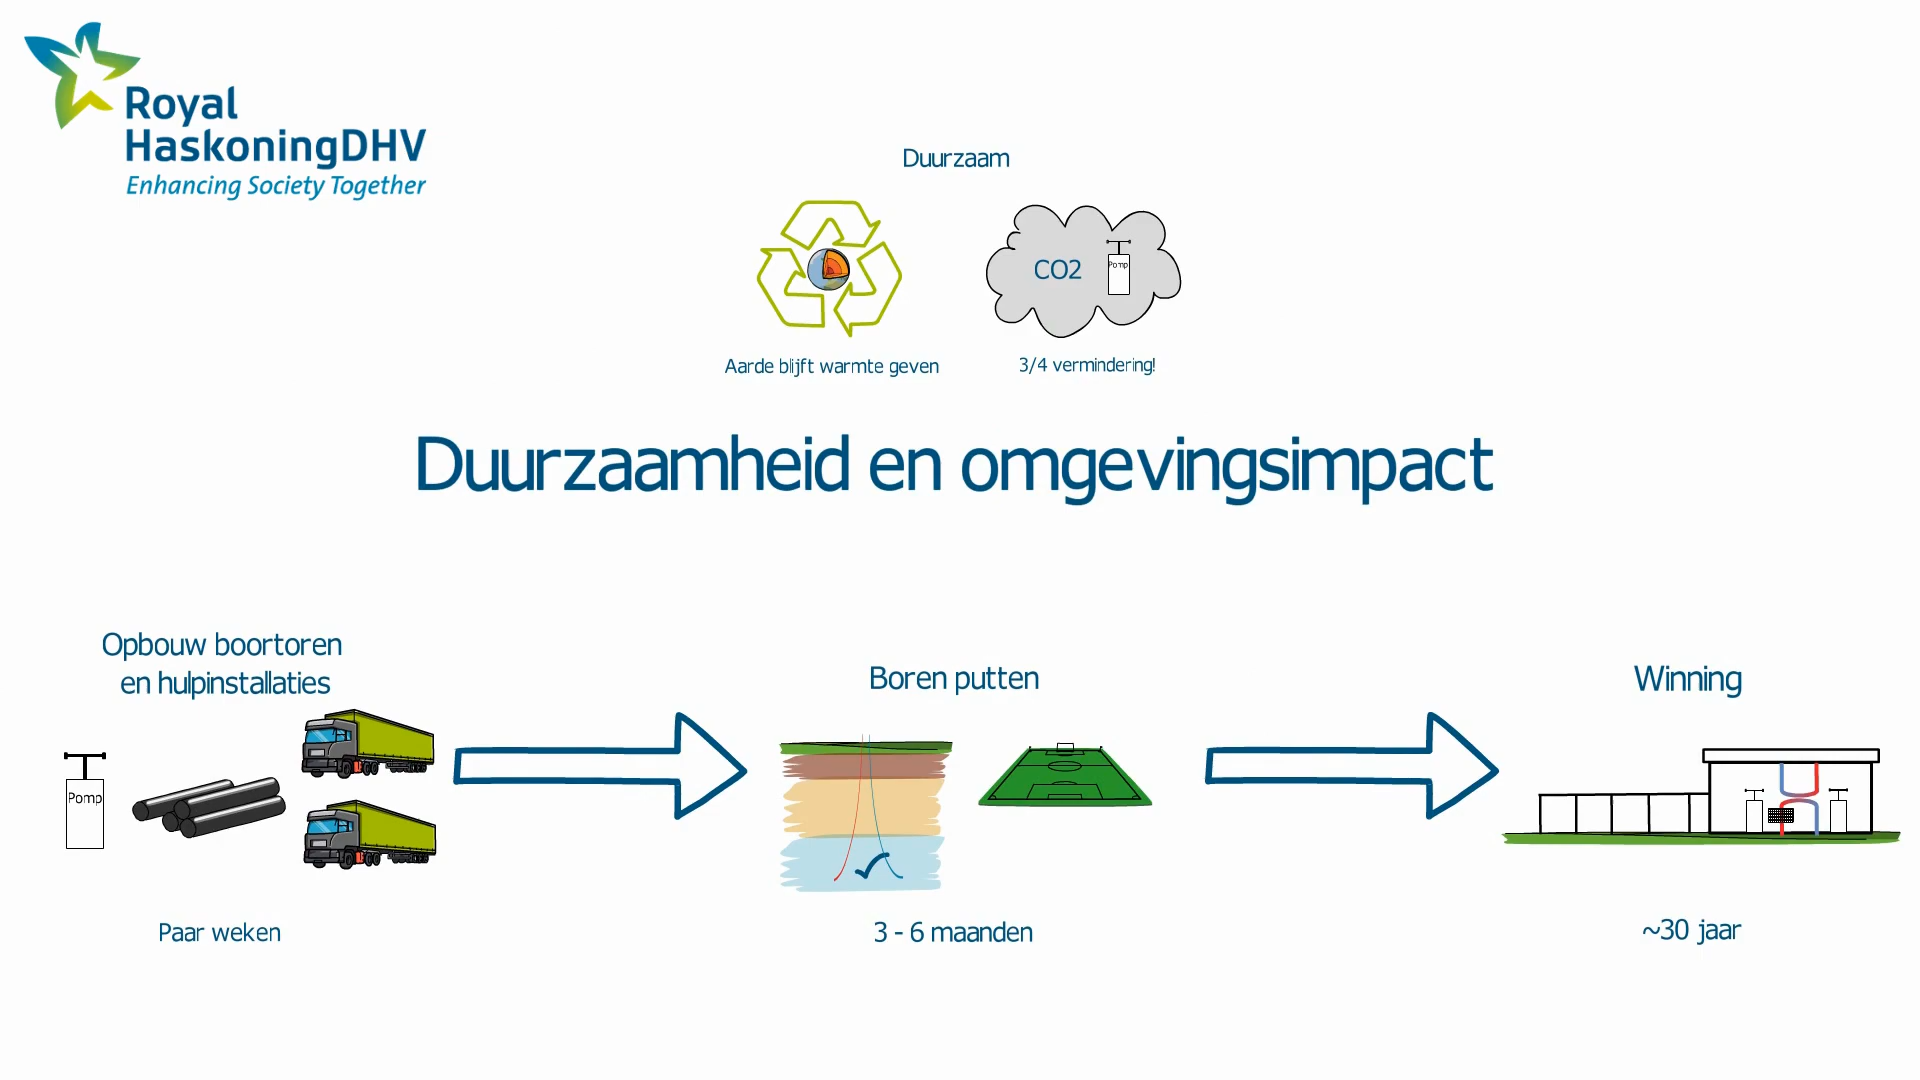 Royal
HaskoningDHV
Enhancing Society Together
Duurzaam
CO2
Pomp
Aarde blijft warmte geven
3/4 vermindering!
Duurzaamheid en omgevingsimpact
Opbouw boortoren
en hulpinstallaties
Pomp
Paar weken
Boren putten
3 - 6 maanden
Winning
~30 jaar